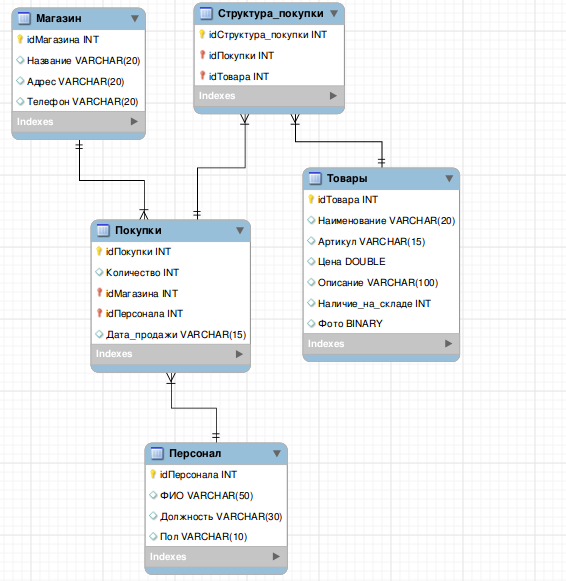 Магазин
idМагазина INT
Название VARCHAR(20)
Адрес VARCHAR(20)
Телефон VARCHAR(20)
Indexes
Структура_покупки
idСтруктура_покупки INT
idПокупки INT
idТовара INT
Indexes
Покупки
idПокупки INT
Количество INT
idМагазина INT
idПерсонала INT
Дата_продажи VARCHAR(15)
Indexes
Товары
idТовара INT
Наименование VARCHAR(20)
Артикул VARCHAR(15)
Цена DOUBLE
Описание VARCHAR(100)
Наличие_на_складе INT
Фото BINARY
Indexes
Персонал
idПерсонала INT
ФИО VARCHAR(50)
Должность VARCHAR(30)
Пол VARCHAR(10)
Indexes